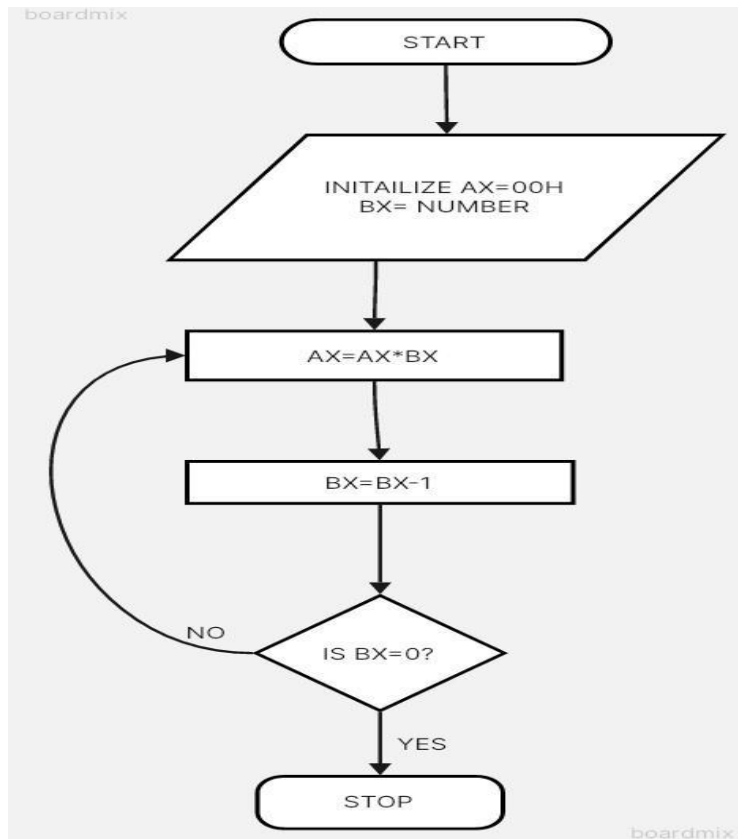 boardmix
START
INITAILIZE AX=00H
BX= NUMBER
AX=AX*BX
BX=BX-1
NO
IS BX=0?
YES
STOP
boardmix